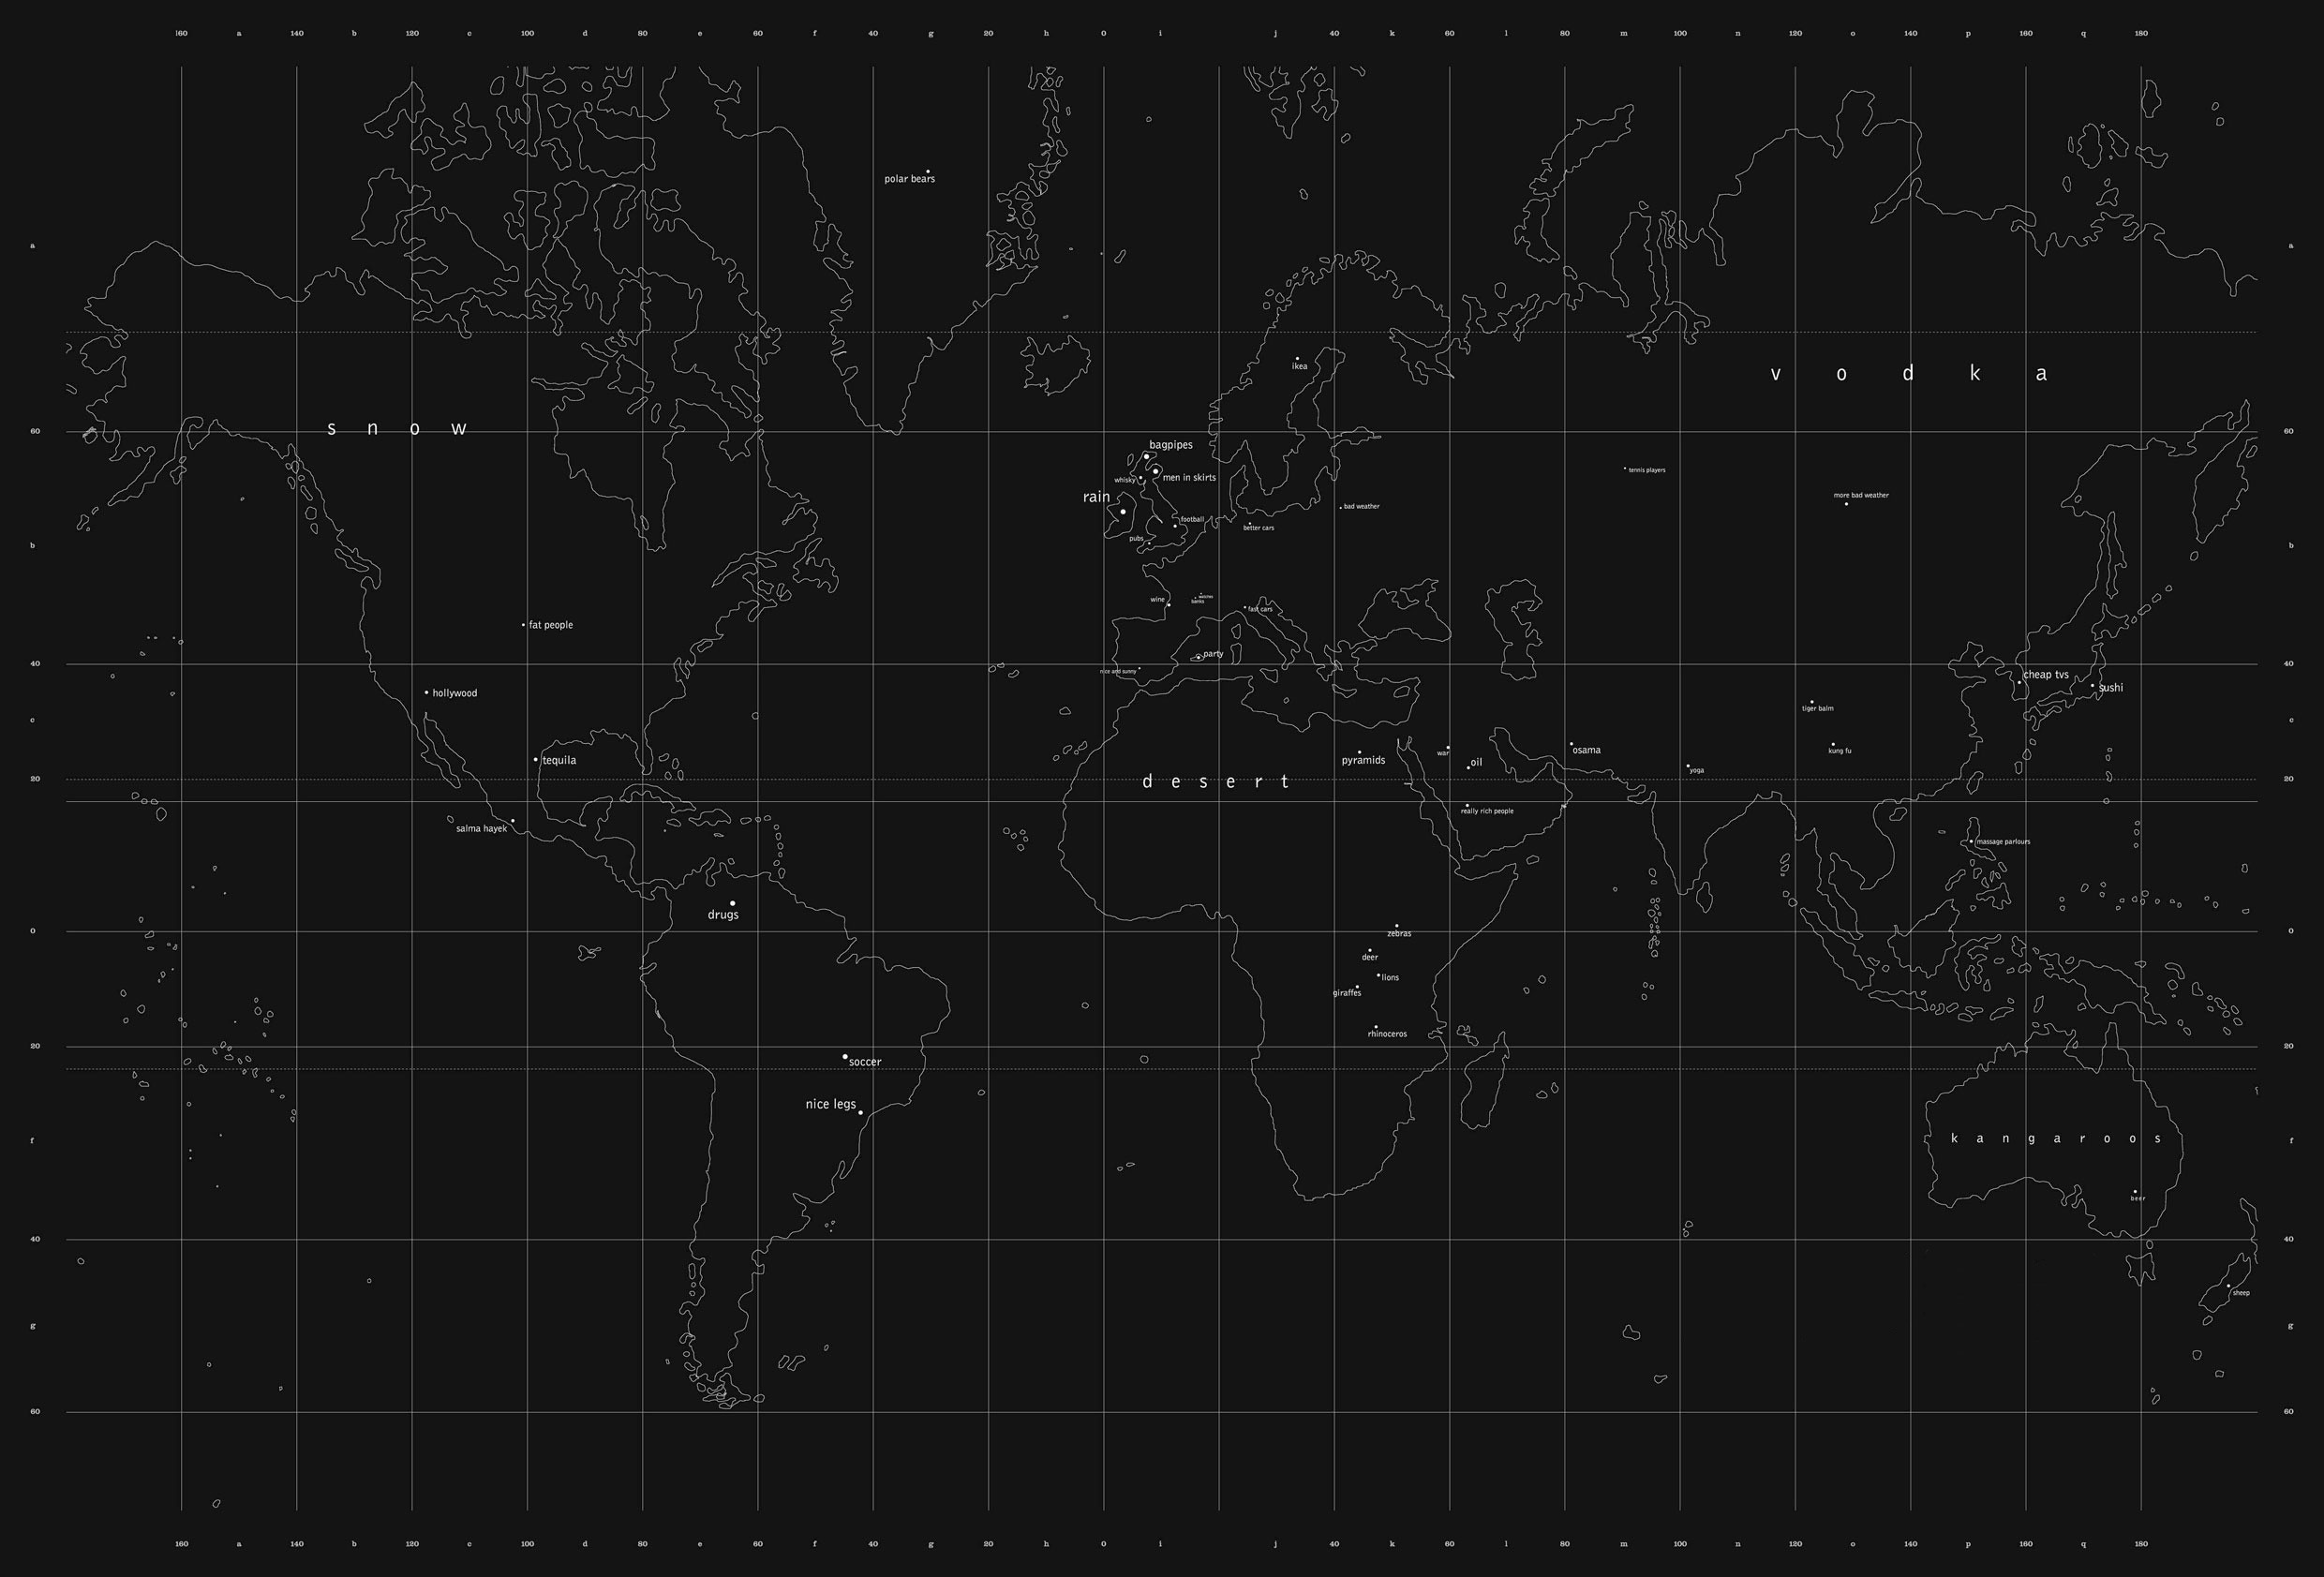 160 a 140 b 120 c 100 d 80 e 60 f 40 g 20 h 0 i j 40 k 60 l 80 m 100 n 120 o 140 p 160 q 180
polar bears
a a
ikea
vodka
snow
60 60
bagpipes
tennis players
men in skirts
whisky
rain
more bad weather
bad weather
football
better cars
pubs
b b
watches
wine
banks
fast cars
fat people
party
40 40
nice and sunny
cheap tvs
sushi
hollywood
tiger balm
c c
osama
kung fu
war
tequila
pyramids
oil
yoga
20 20
desert
really rich people
salma hayek
massage parlours
drugs
0 0
zebras
deer
lions
giraffes
rhinoceros
20 20
soccer
nice legs
kangaroos
f f
beer
40 40
sheep
g g
60 60
160 a 140 b 120 c 100 d 80 e 60 f 40 g 20 h 0 i j 40 k 60 l 80 m 100 n 120 o 140 p 160 q 180